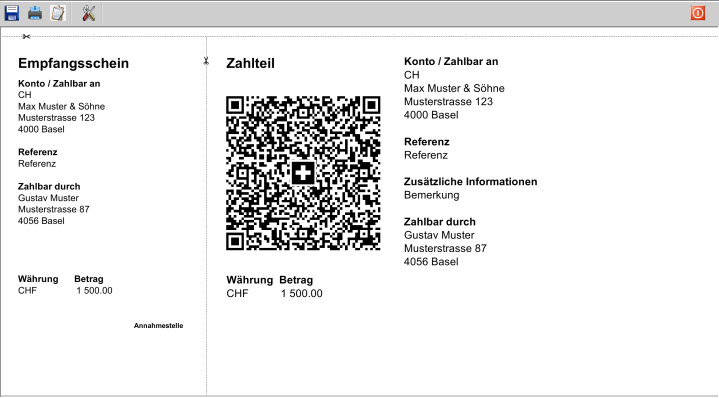 Empfangsschein
Konto / Zahlbar an
CH
Max Muster & Söhne
Musterstrasse 123
4000 Basel
Referenz
Referenz
Zahlbar durch
Gustav Muster
Musterstrasse 87
4056 Basel
Währung Betrag
CHF 1 500.00
Annahmestelle
Zahlteil
Währung Betrag
CHF 1 500.00
Konto / Zahlbar an
CH
Max Muster & Söhne
Musterstrasse 123
4000 Basel
Referenz
Referenz
Zusätzliche Informationen
Bemerkung
Zahlbar durch
Gustav Muster
Musterstrasse 87
4056 Basel